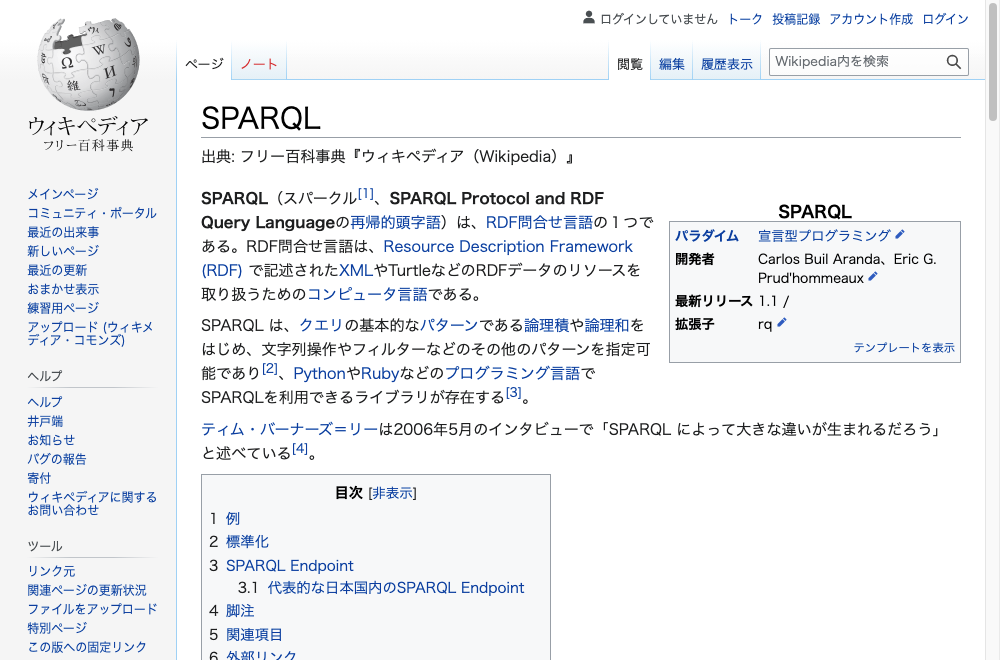 ログインしていません トーク 投稿記録 アカウント作成 ログイン
ページ ノート 閲覧 編集 履歴表示 Wikipedia内を検索
ウィキペディア
フリー百科事典
メインページ
コミュニティ・ポータル
最近の出来事
新しいページ
最近の更新
おまかせ表示
練習用ページ
アップロード (ウィキメ
ディア・コモンズ)
ヘルプ
ヘルプ
井戸端
お知らせ
バグの報告
寄付
ウィキペディアに関する
お問い合わせ
ツール
リンク元
関連ページの更新状況
ファイルをアップロード
特別ページ
この版への固定リンク
SPARQL
出典: フリー百科事典『ウィキペディア（Wikipedia）』
SPARQL（スパークル[1]、SPARQL Protocol and RDF
Query Languageの再帰的頭字語）は、RDF問合せ言語の１つで
ある。RDF問合せ言語は、Resource Description Framework
(RDF) で記述されたXMLやTurtleなどのRDFデータのリソースを
取り扱うためのコンピュータ言語である。
SPARQL は、クエリの基本的なパターンである論理積や論理和を
はじめ、文字列操作やフィルターなどのその他のパターンを指定可
能であり[2]、PythonやRubyなどのプログラミング言語で
SPARQLを利用できるライブラリが存在する[3]。
ティム・バーナーズ＝リーは2006年5月のインタビューで「SPARQL によって大きな違いが生まれるだろう」
と述べている[4]。
SPARQL
パラダイム 宣言型プログラミング
開発者 Carlos Buil Aranda、Eric G.
Prud'hommeaux
最新リリース 1.1 /
拡張子 rq
テンプレートを表示
目次 [非表示]
1 例
2 標準化
3 SPARQL Endpoint
3.1 代表的な日本国内のSPARQL Endpoint
4 脚注
5 関連項目
6 外部リンク